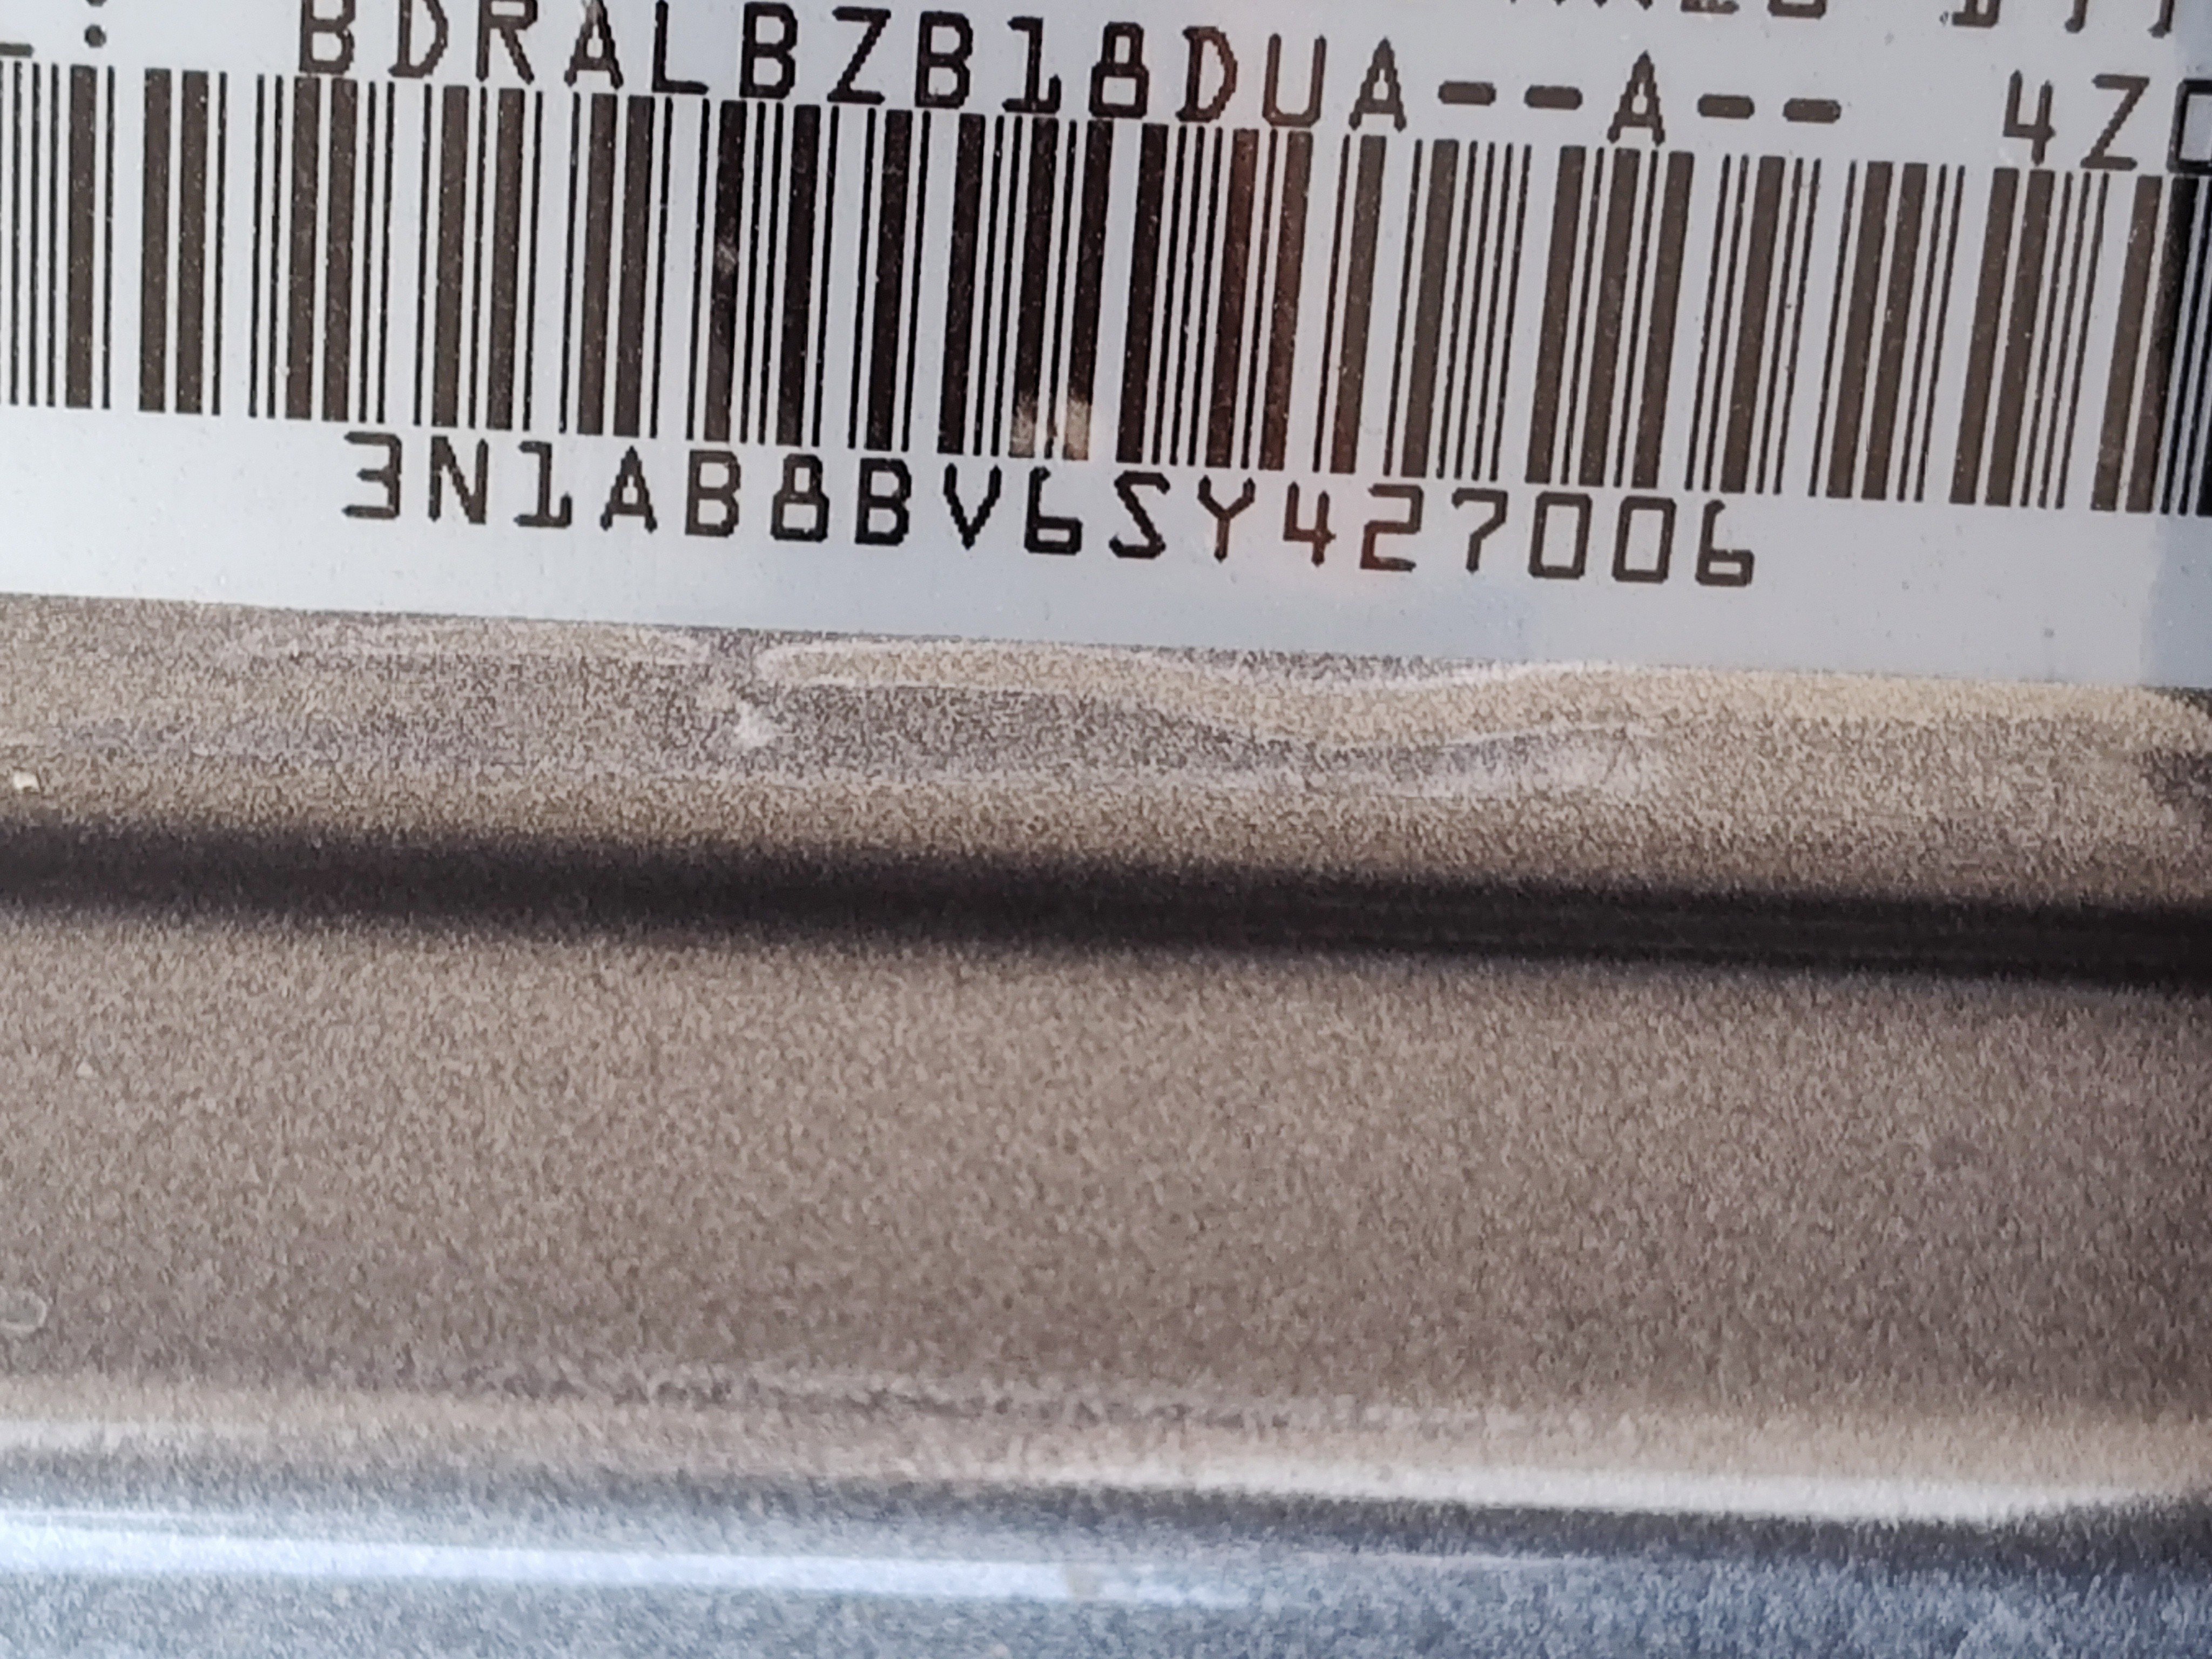 : BDRALBZB18DUA--A-- 4Z
3N1AB8BV6SY427006